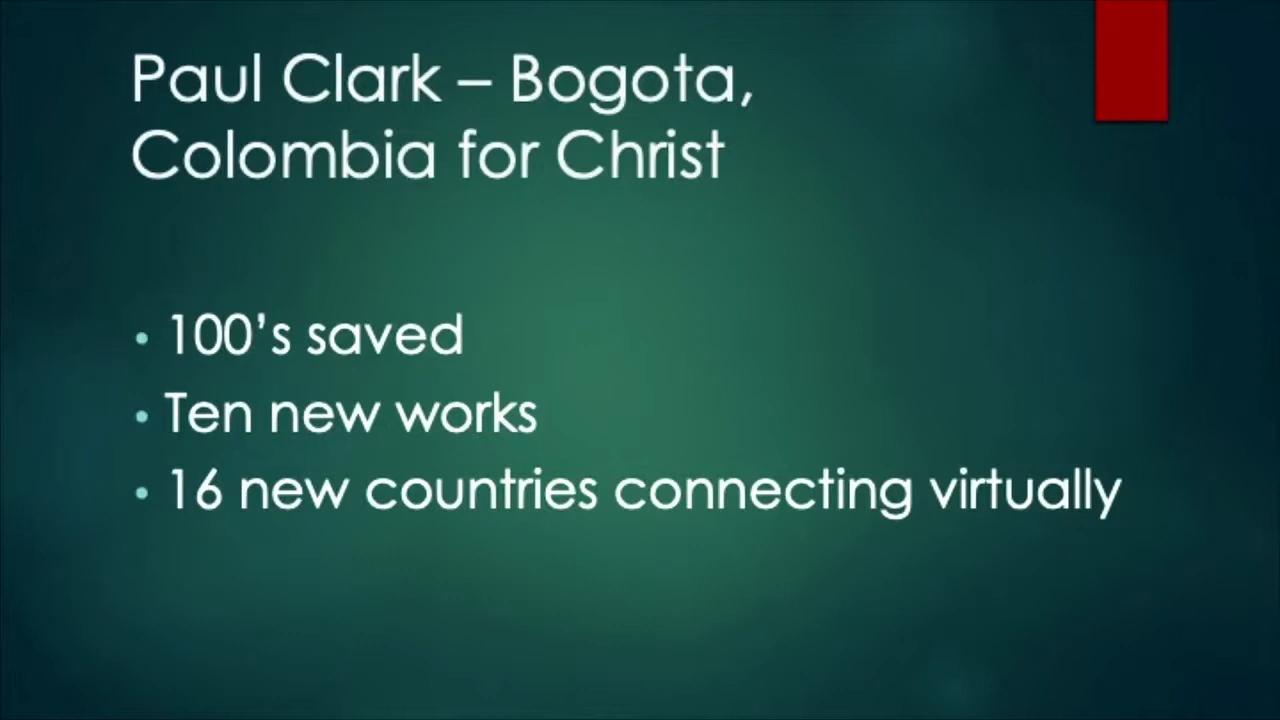 Paul Clark – Bogota,
Colombia for Christ
• 100’s saved
• Ten new works
• 16 new countries connecting virtually